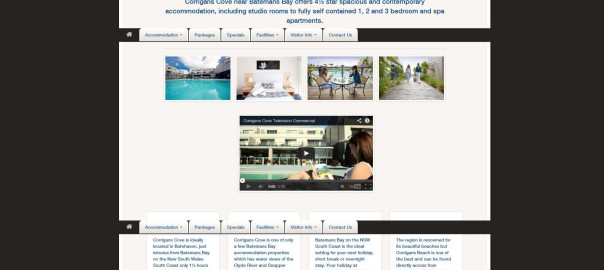 Corrigans Cove near Batemans Bay offers 4½ star spacious and contemporary
accommodation, including studio rooms to fully self contained 1, 2 and 3 bedroom and spa
apartments.
Accommodation Packages Specials Facilities Visitor Info Contact Us
Corrigans Cove Television Commercial
Accommodation Packages Specials Facilities Visitor Info Contact Us
Corrigans Cove is ideally
located in Batehaven, just
minutes from Batemans Bay
on the New South Wales
South Coast only 1½ hours
Corrigans Cove is one of only
a few Batemans Bay
accommodation properties
which has water views of the
Clyde River and Snapper
Batemans Bay on the NSW
South Coast is the ideal
setting for your next holiday,
short break or overnight
stay. Your holiday at
The region is renowned for
its beautiful beaches but
Corrigans Beach is one of
the best and can be found
directly across from